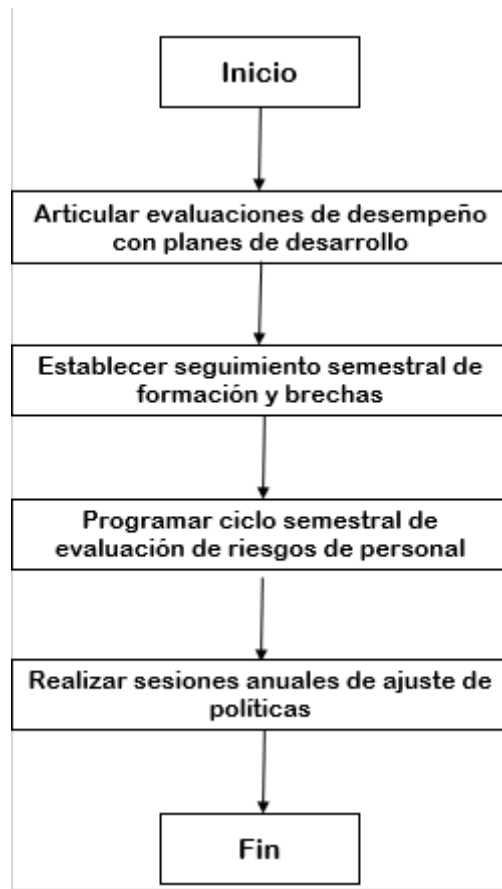 Inicio
Articular evaluaciones de desempeño
con planes de desarrollo
Establecer seguimiento semestral de
formación y brechas
Programar ciclo semestral de
evaluación de riesgos de personal
Realizar sesiones anuales de ajuste de
políticas
Fin